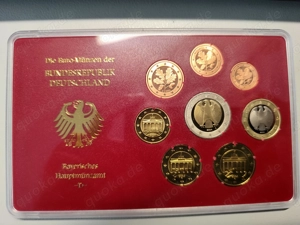 Die Euro-Münzen der
BUNDESREPUBLIK
DEUTSCHLAND
Bayerisches
Hauptmünzamt